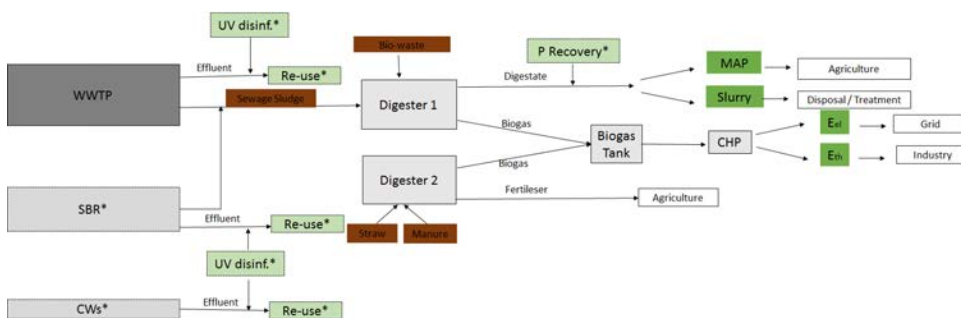 UV disinf.*
Effluent
Re-use*
WWTP
Sewage Sludge
Bio-waste
Digester 1
P Recovery*
Digestate
MAP
Agriculture
Slurry
Disposal / Treatment
Biogas
Biogas
Tank
CHP
Eel
Grid
Eth
Industry
Biogas
Digester 2
Fertileser
Agriculture
Straw
Manure
SBR*
Effluent
Re-use*
UV disinf.*
CWs*
Effluent
Re-use*